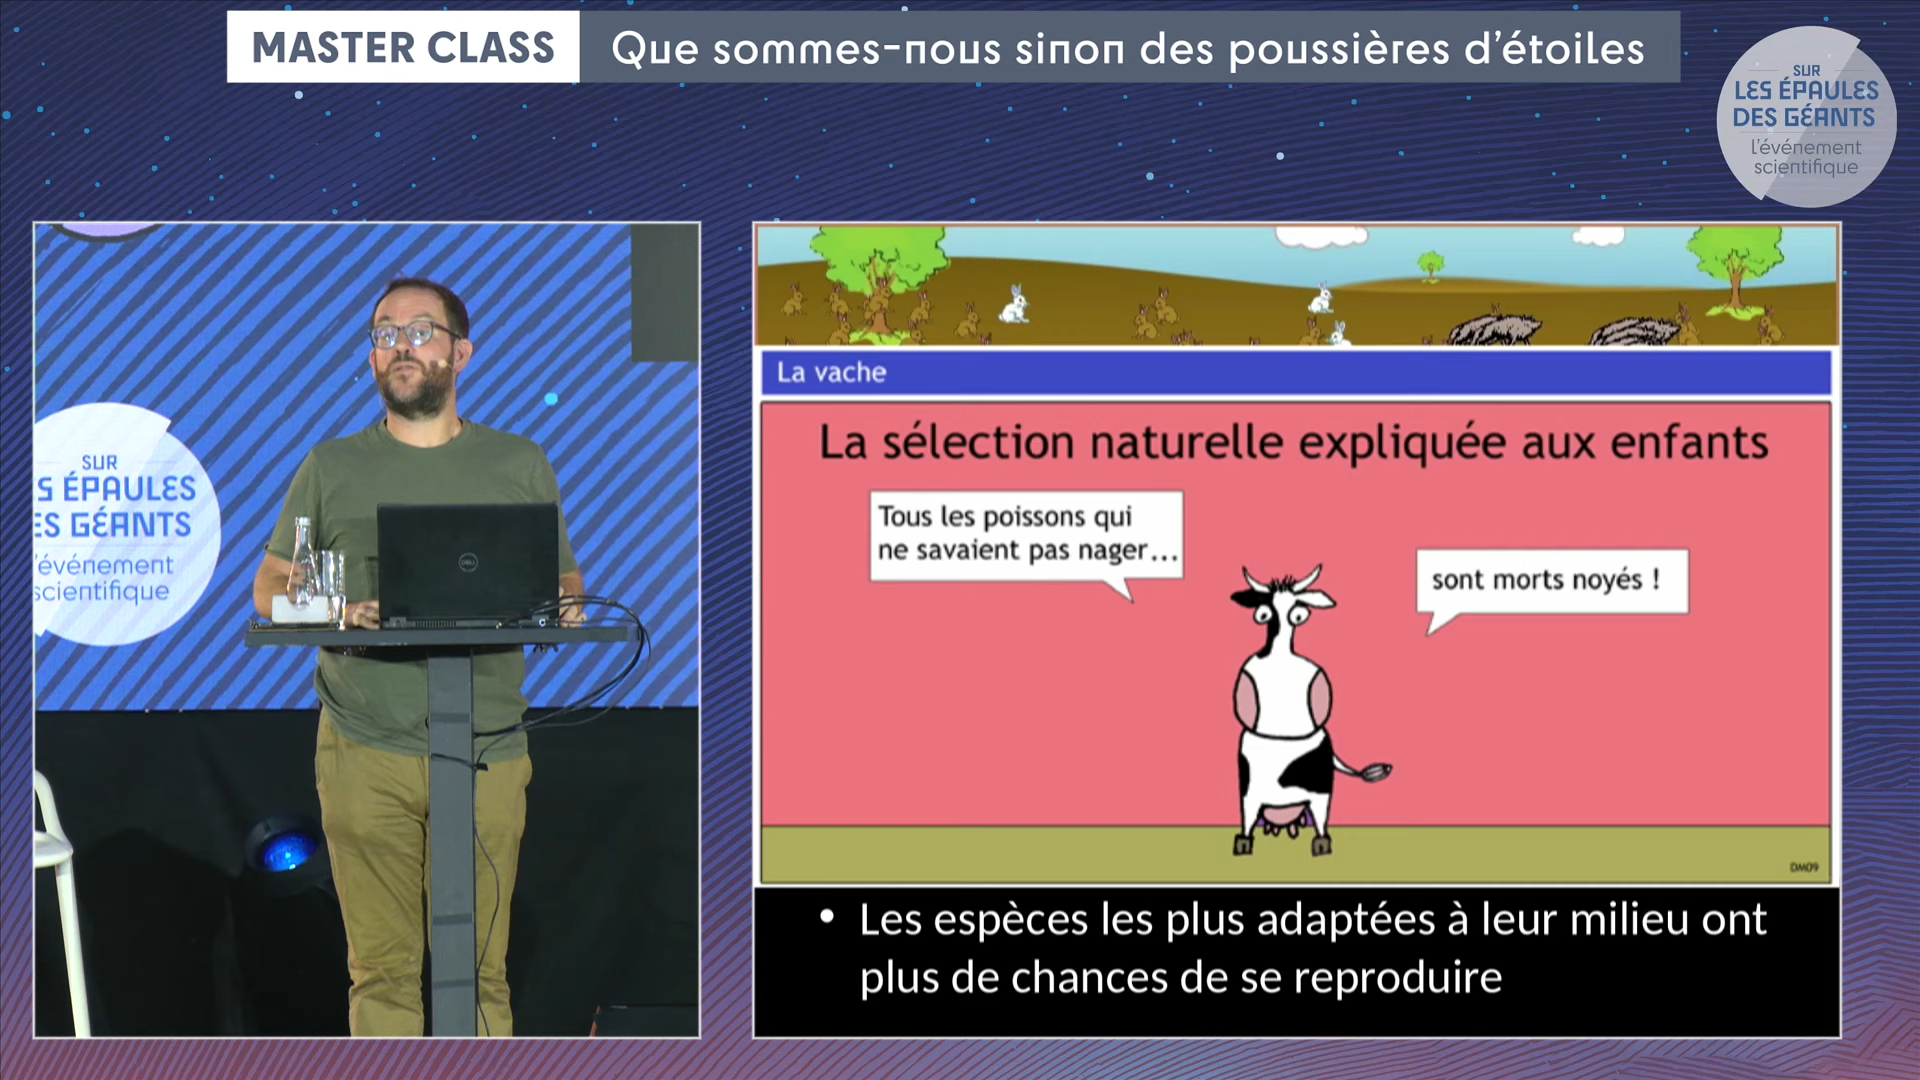 MASTER CLASS
Que sommes-nous sinon des poussières d'étoiles
SUR
LES ÉPAULES
DES GÉANTS
l'événement
scientifique
SUR
S ÉPAULES
ES GÉANTS
'événement
scientifique
DELL
La vache
La sélection naturelle expliquée aux enfants
Tous les poissons qui
ne savaient pas nager...
sont morts noyés !
DM09
• Les espèces les plus adaptées à leur milieu ont
plus de chances de se reproduire